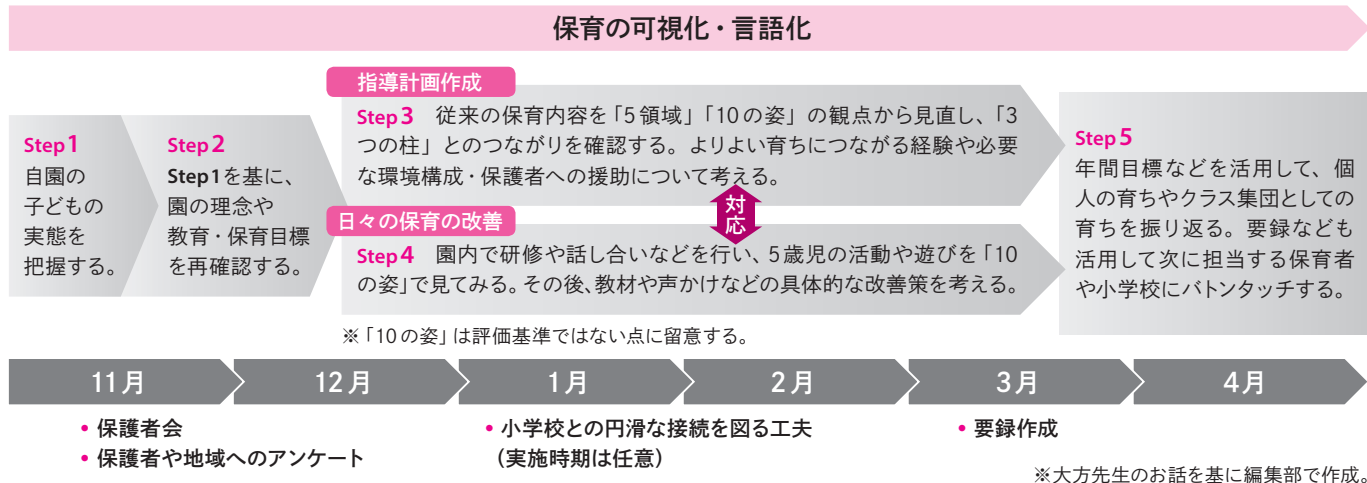 保育の可視化・言語化
Step1
自園の
子どもの
実態を
把握する。
Step2
Step1を基に、
園の理念や
教育・保育目標
を再確認する。
指導計画作成
Step3 従来の保育内容を「5領域」「10の姿」の観点から見直し、「3
つの柱」とのつながりを確認する。よりよい育ちにつながる経験や必要
な環境構成・保護者への援助について考える。
対応
日々の保育の改善
Step4 園内で研修や話し合いなどを行い、5歳児の活動や遊びを「10
の姿」で見てみる。その後、教材や声かけなどの具体的な改善策を考える。
※「10の姿」は評価基準ではない点に留意する。
Step5
年間目標などを活用して、個
人の育ちやクラス集団としての
育ちを振り返る。要録なども
活用して次に担当する保育者
や小学校にバトンタッチする。
11月 12月 1月 2月 3月 4月
• 保護者会
• 保護者や地域へのアンケート
• 小学校との円滑な接続を図る工夫
（実施時期は任意）
• 要録作成
※大方先生のお話を基に編集部で作成。